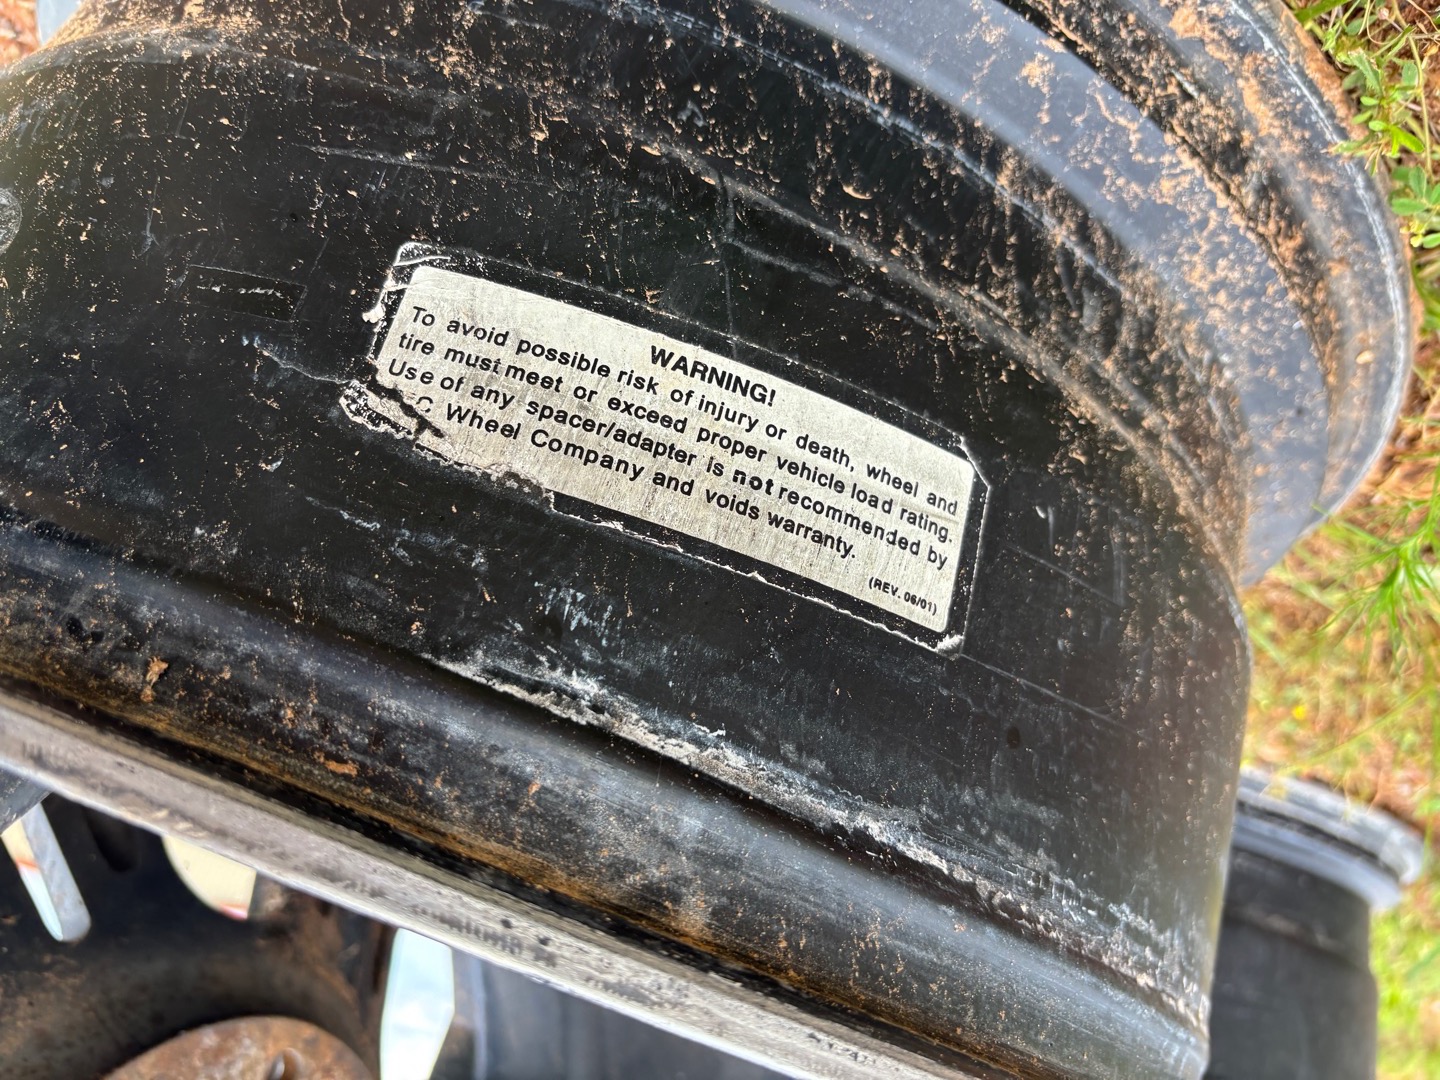 WARNING!
To avoid possible risk of injury or death, wheel and
tire must meet or exceed proper vehicle load rating.
Use of any spacer/adapter is not recommended by
C Wheel Company and voids warranty.
(REV. 06/01)